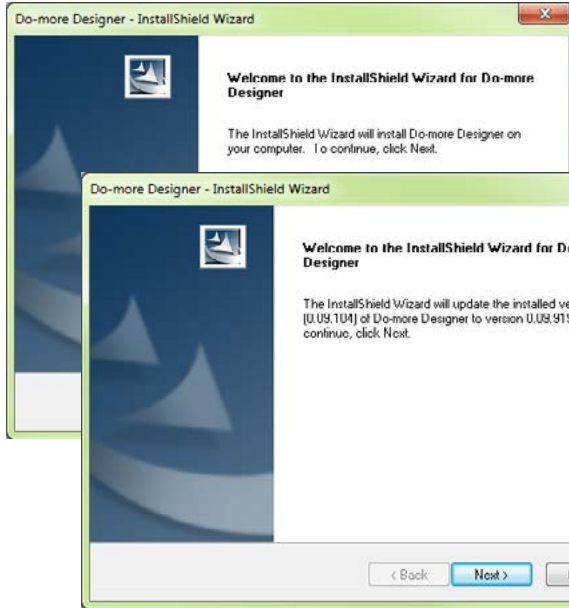 Do-more Designer - InstallShield Wizard
Welcome to the InstallShield Wizard for Do-more
Designer
The InstallShield Wizard will install Do-more Designer on
your computer. To continue, click Next.
Do-more Designer - InstallShield Wizard
Welcome to the InstallShield Wizard for
Designer
The InstallShield Wizard will update the installed
(0.09.104) of Do-more Designer to version 0.09.919
continue, click Next.
< Back
Next >